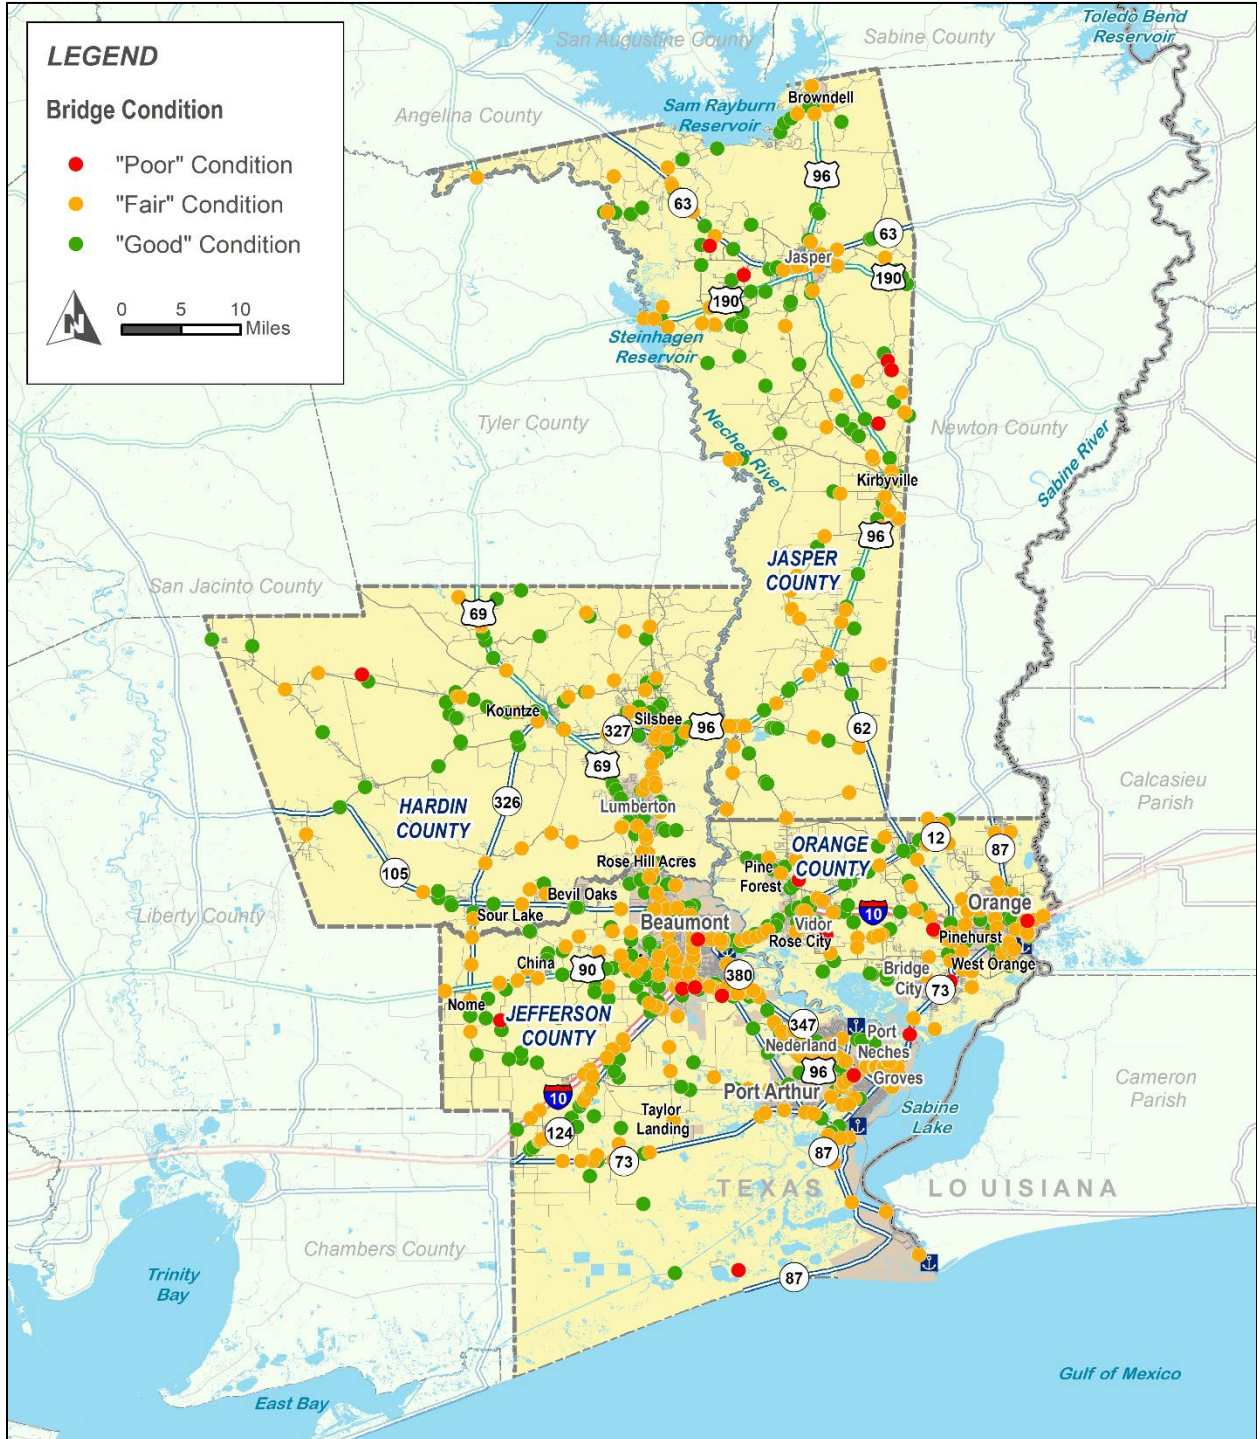 LEGEND
Bridge Condition
"Poor" Condition
"Fair" Condition
"Good" Condition
N
0 5 10
Miles
San Augustine County
Sabine County
Toledo Bend
Reservoir
Angelina County
Sam Rayburn
Reservoir
Browndell
96
63
63
Jasper
190
190
Steinhagen
Reservoir
Tyler County
Neches River
Newton County
Sabine River
Kirbyville
96
JASPER
COUNTY
San Jacinto County
69
Kountze
Silsbee
327
96
62
69
Calcasieu
Parish
Lumberton
326
HARDIN
COUNTY
12
87
ORANGE
COUNTY
Rose Hill Acres
Pine
Forest
105
Bevil Oaks
Liberty County
Sour Lake
Beaumont
10
Orange
Vidor
Rose City
Pinehurst
West Orange
China
90
380
Bridge
City
73
Nome
JEFFERSON
COUNTY
347
Port
Neches
Nederland
96
Groves
Port Arthur
10
Cameron
Parish
Sabine
Lake
Taylor
Landing
124
73
87
TEXAS
LOUISIANA
Chambers County
Trinity
Bay
87
Gulf of Mexico
East Bay